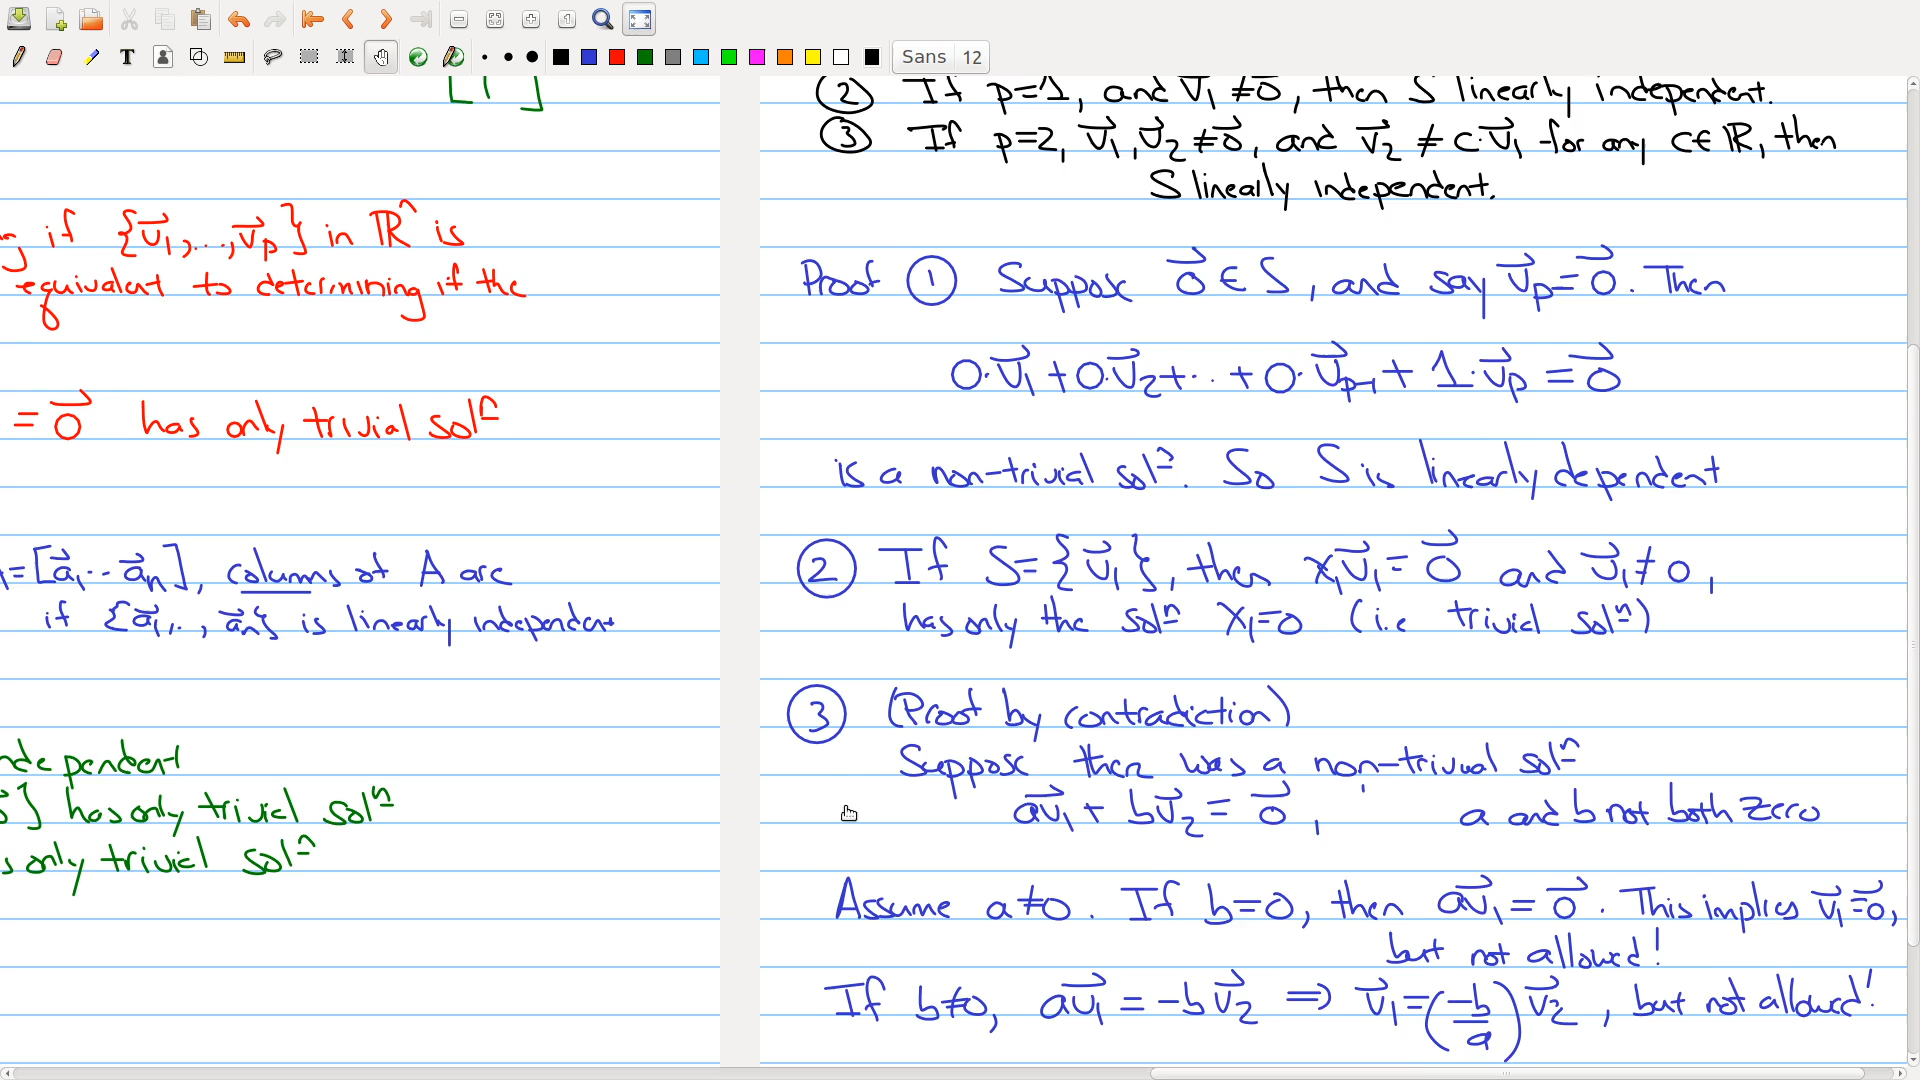 Sans 12
[1 ]
ng if {v⃗₁,...,v⃗p} in ℝⁿ is
equivalent to determining if the
= 0⃗ has only trivial solⁿ
=[a⃗₁...a⃗n], columns of A are
if {a⃗₁,..,a⃗n} is linearly independent
ndependent
0⃗] has only trivial solⁿ
s only trivial solⁿ
② If p=1, and v⃗₁≠0⃗, then S linearly independent.
③ If p=2, v⃗₁,v⃗₂≠0⃗, and v⃗₂ ≠ c·v⃗₁ for any c∈ℝ, then
S linearly independent.
Proof ① Suppose 0⃗ ∈ S, and say v⃗p=0⃗. Then
0·v⃗₁+0·v⃗₂+...+0·v⃗p-1+1·v⃗p=0⃗
is a non-trivial solⁿ. So S is linearly dependent
② If S={v⃗₁}, then x₁v⃗₁=0⃗ and v⃗₁≠0,
has only the solⁿ x₁=0 (i.e trivial solⁿ)
③ (Proof by contradiction)
Suppose there was a non-trivial solⁿ
av⃗₁+bv⃗₂=0⃗, a and b not both zero
Assume a≠0. If b=0, then av⃗₁=0⃗. This implies v⃗₁=0⃗,
but not allowed!
If b≠0, av⃗₁=-bv⃗₂ ⟹ v⃗₁=(-b/a)v⃗₂, but not allowed!